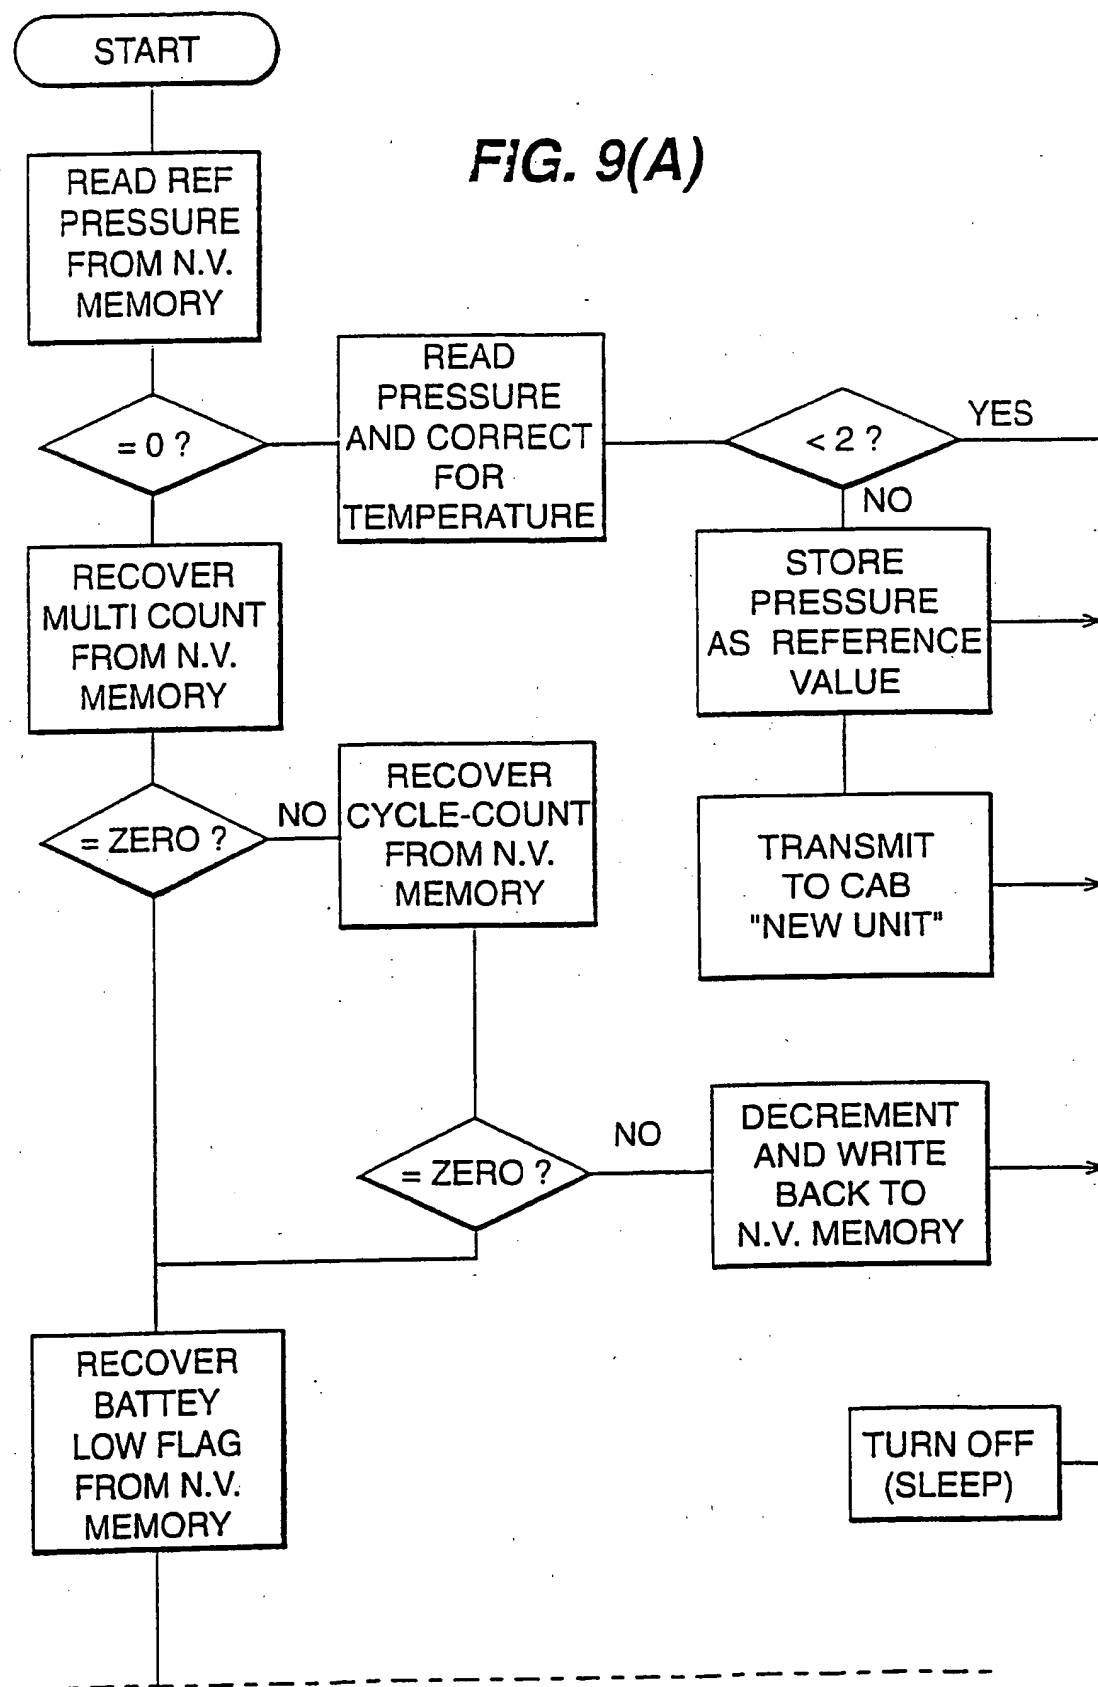 START
FIG. 9(A)
READ REF
PRESSURE
FROM N.V.
MEMORY
= 0 ?
READ
PRESSURE
AND CORRECT
FOR
TEMPERATURE
< 2 ?
YES
NO
STORE
PRESSURE
AS REFERENCE
VALUE
RECOVER
MULTI COUNT
FROM N.V.
MEMORY
= ZERO ?
NO
RECOVER
CYCLE-COUNT
FROM N.V.
MEMORY
TRANSMIT
TO CAB
"NEW UNIT"
= ZERO ?
NO
DECREMENT
AND WRITE
BACK TO
N.V. MEMORY
RECOVER
BATTEY
LOW FLAG
FROM N.V.
MEMORY
TURN OFF
(SLEEP)